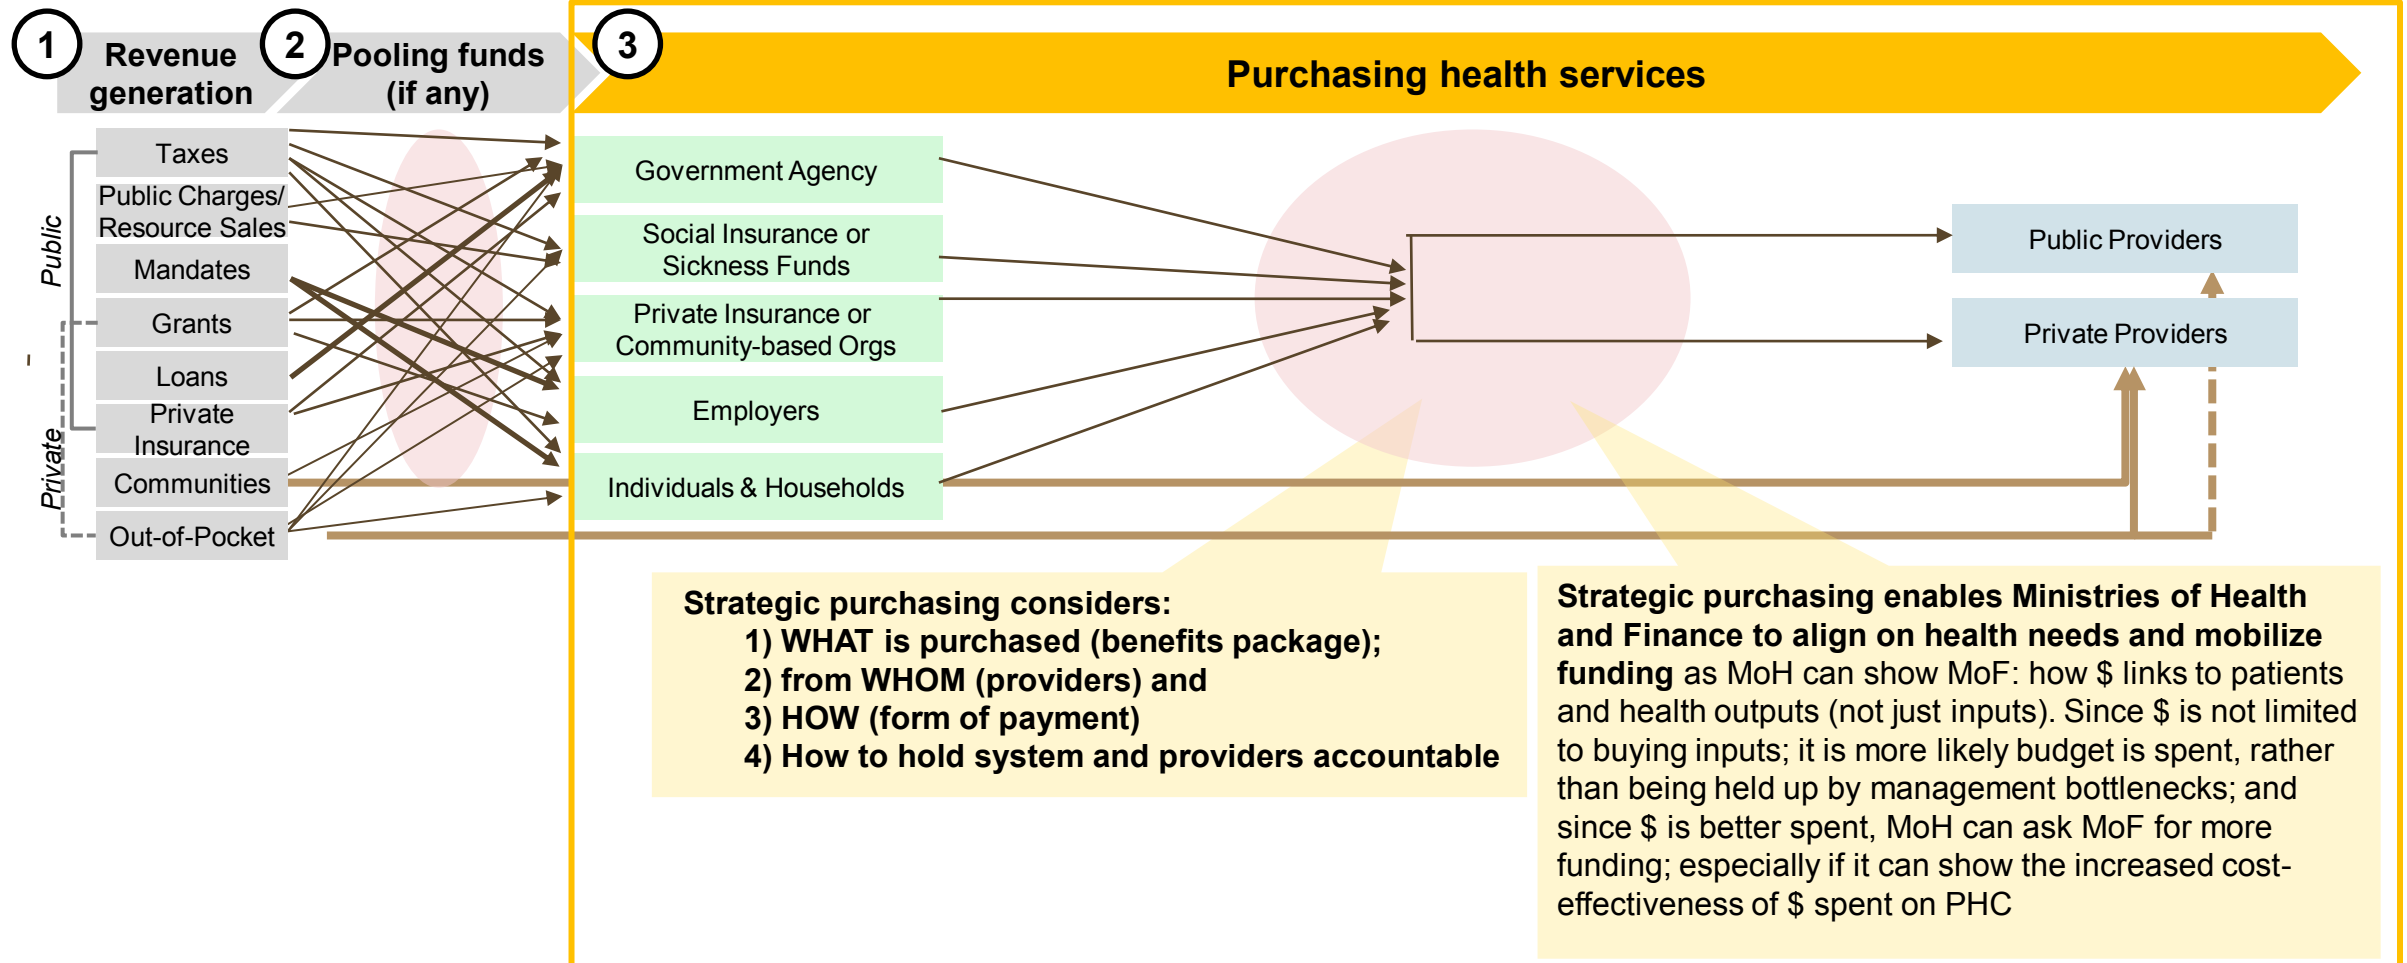 1
Revenue
generation
2
Pooling funds
(if any)
3
Purchasing health services
Public
Private
Taxes
Public Charges/
Resource Sales
Mandates
Grants
Loans
Private
Insurance
Communities
Out-of-Pocket
Government Agency
Social Insurance or
Sickness Funds
Private Insurance or
Community-based Orgs
Employers
Individuals & Households
Public Providers
Private Providers
Strategic purchasing considers:
1) WHAT is purchased (benefits package);
2) from WHOM (providers) and
3) HOW (form of payment)
4) How to hold system and providers accountable
Strategic purchasing enables Ministries of Health
and Finance to align on health needs and mobilize
funding as MoH can show MoF: how $ links to patients
and health outputs (not just inputs). Since $ is not limited
to buying inputs; it is more likely budget is spent, rather
than being held up by management bottlenecks; and
since $ is better spent, MoH can ask MoF for more
funding; especially if it can show the increased cost-
effectiveness of $ spent on PHC